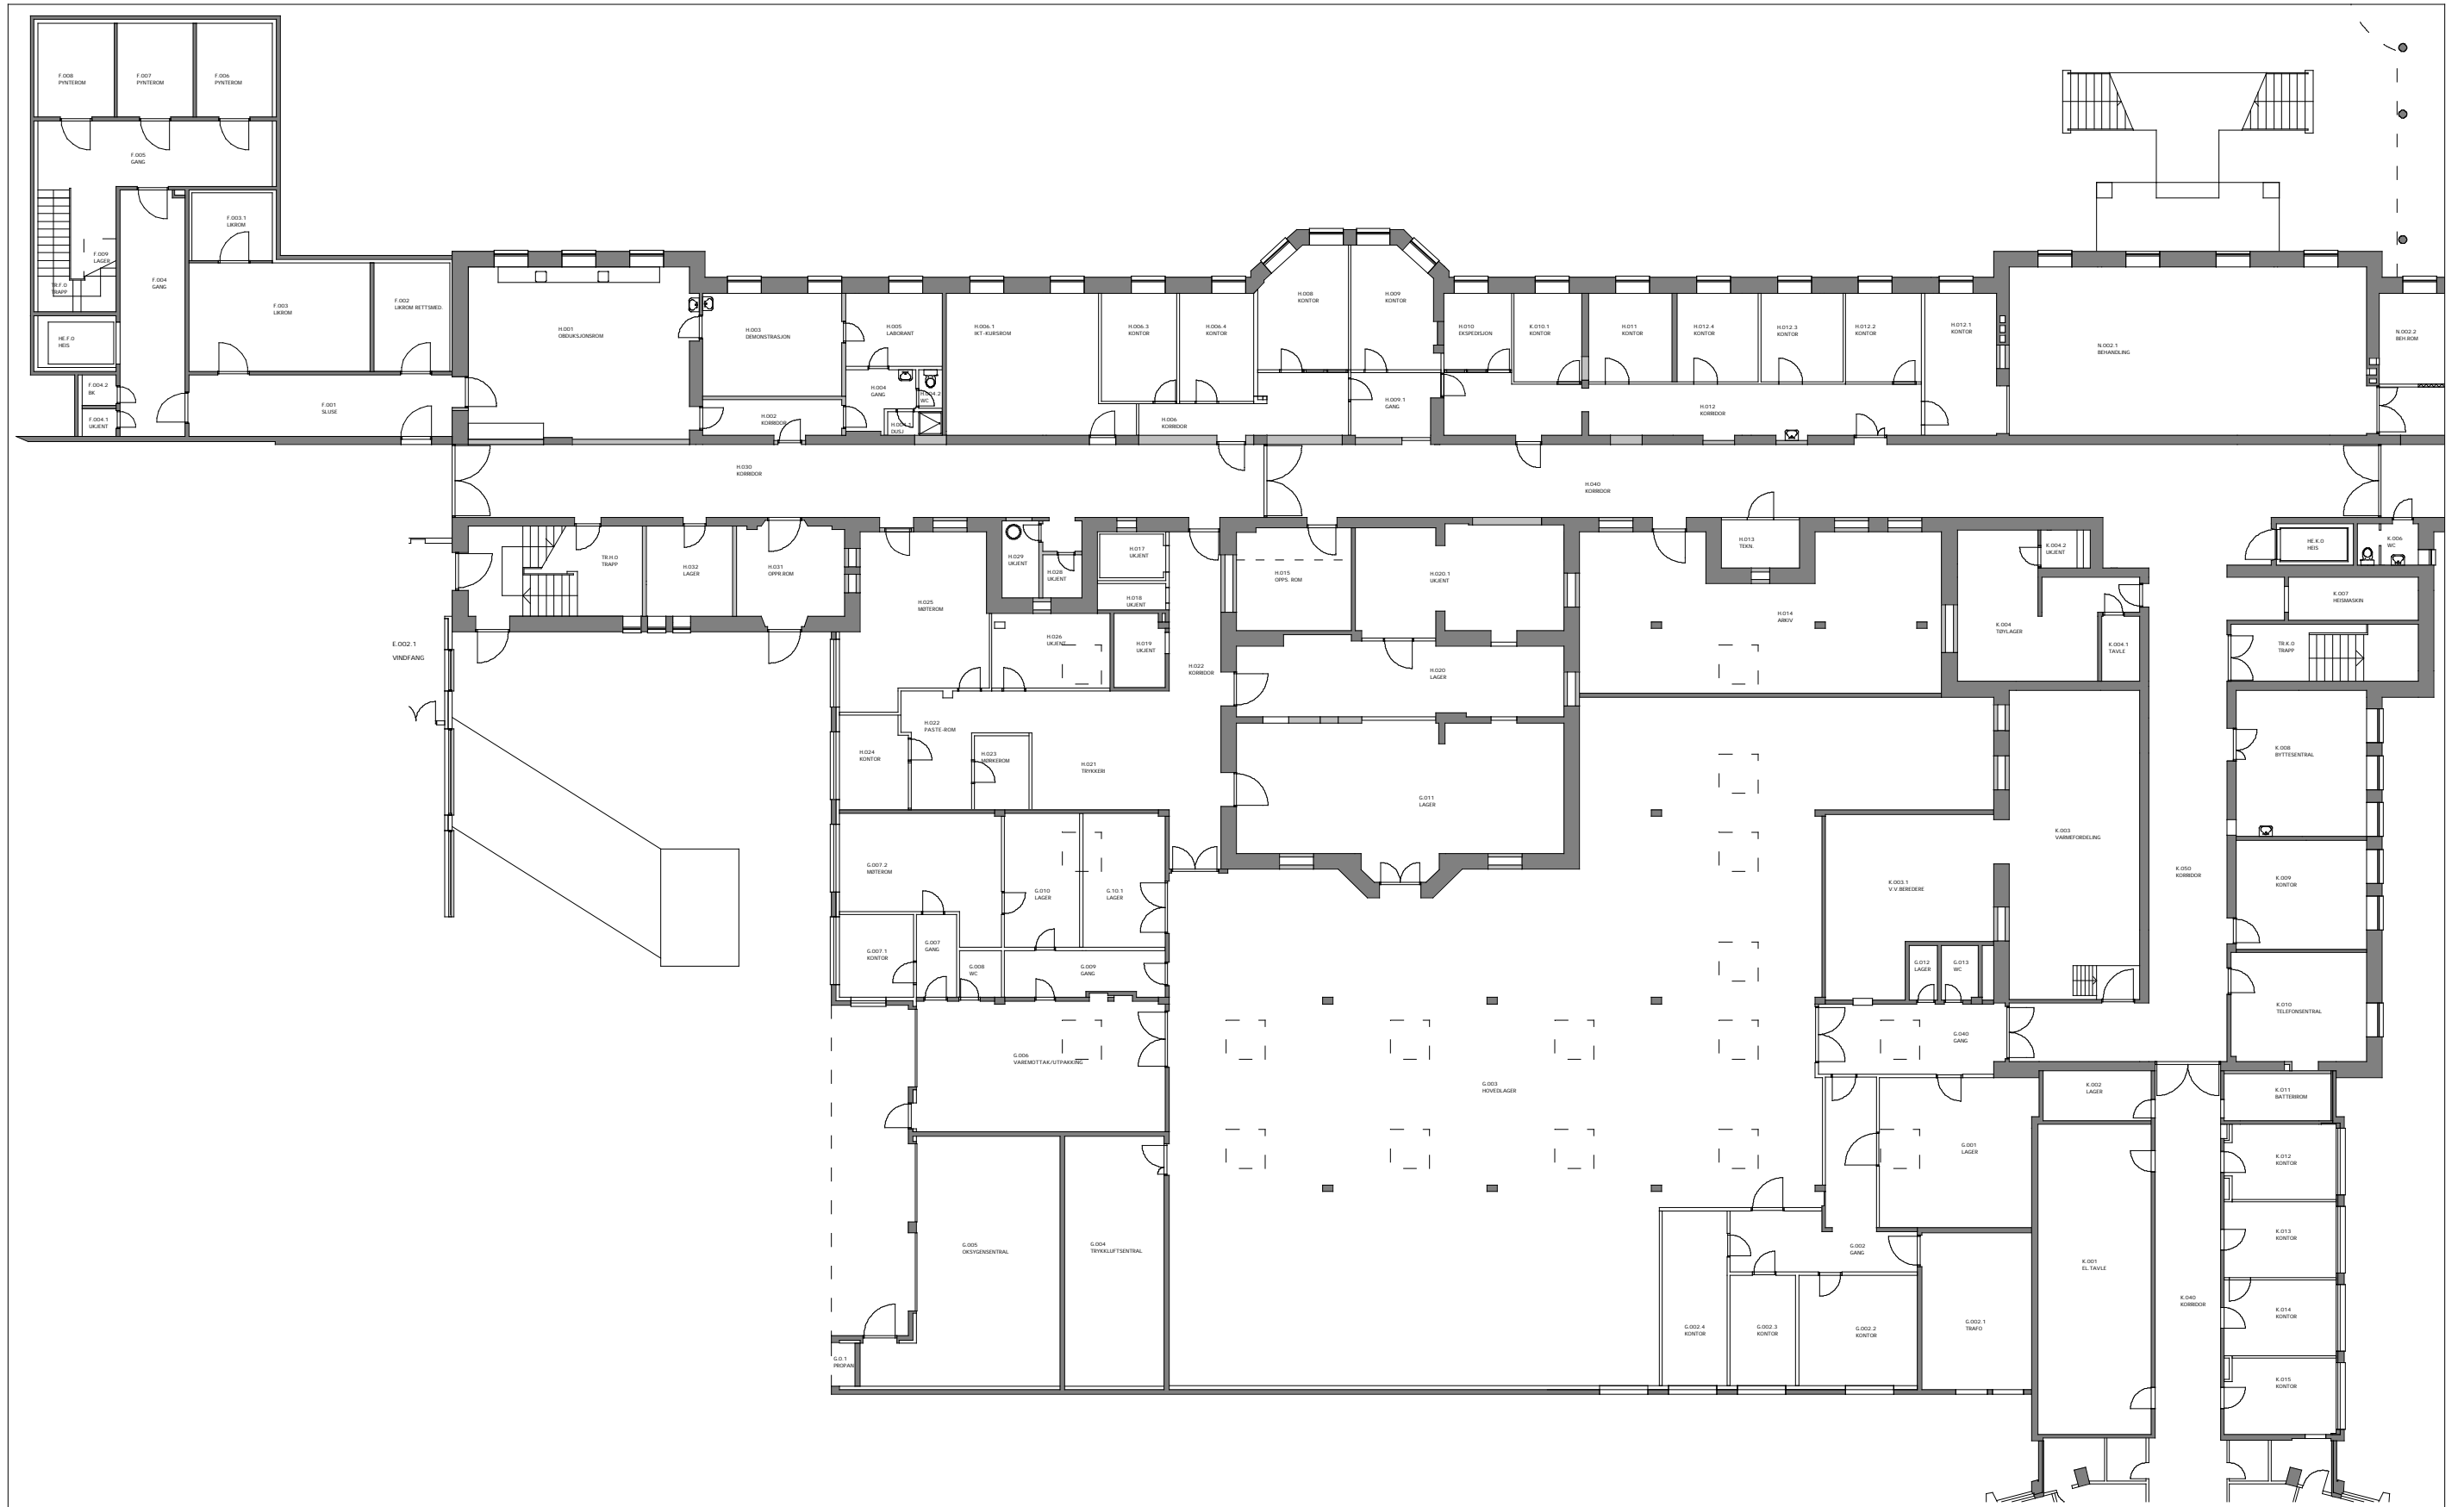 F.008
PYNTEROM
F.007
PYNTEROM
F.006
PYNTEROM
F.005
GANG
F.003.1
LIKROM
F.009
LAGER
TR.F.0
TRAPP
F.004
GANG
F.003
LIKROM
F.002
LIKROM RETTSMED.
HE.F.0
HEIS
F.004.2
BK
F.004.1
UKJENT
F.001
SLUSE
H.001
OBDUKSJONSROM
H.003
DEMONSTRASJON
H.005
LABORANT
H.004
GANG
H.004.2
WC
H.004.1
DUSJ
H.002
KORRIDOR
H.006.1
IKT-KURSROM
H.006.3
KONTOR
H.006.4
KONTOR
H.006
KORRIDOR
H.008
KONTOR
H.009
KONTOR
H.009.1
GANG
H.010
EKSPEDISJON
K.010.1
KONTOR
H.011
KONTOR
H.012.4
KONTOR
H.012.3
KONTOR
H.012.2
KONTOR
H.012.1
KONTOR
H.012
KORRIDOR
N.002.1
BEHANDLING
N.002.2
BEH.ROM
H.030
KORRIDOR
H.040
KORRIDOR
TR.H.0
TRAPP
H.032
LAGER
H.031
OPPR.ROM
H.025
MØTEROM
H.029
UKJENT
H.028
UKJENT
H.017
UKJENT
H.018
UKJENT
H.026
UKJENT
H.019
UKJENT
H.022
KORRIDOR
H.015
OPPS. ROM
H.020.1
UKJENT
H.013
TEKN.
H.014
ARKIV
K.004.2
UKJENT
K.004
TØYLAGER
K.004.1
TAVLE
HE.K.0
HEIS
K.006
WC
K.007
HEISMASKIN
TR.K.0
TRAPP
E.002.1
VINDFANG
H.020
LAGER
H.022
PASTE-ROM
H.024
KONTOR
H.023
MØRKEROM
H.021
TRYKKERI
G.011
LAGER
K.008
BYTTESENTRAL
K.003
VARMEFORDELING
K.050
KORRIDOR
K.003.1
V.V BEREDERE
K.009
KONTOR
G.007.2
MØTEROM
G.010
LAGER
G.10.1
LAGER
G.007.1
KONTOR
G.007
GANG
G.008
WC
G.009
GANG
G.012
LAGER
G.013
WC
K.010
TELEFONSENTRAL
G.006
VAREMOTTAK/UTPAKKING
G.040
GANG
G.003
HOVEDLAGER
K.002
LAGER
K.011
BATTERIROM
G.001
LAGER
K.012
KONTOR
G.005
OKSYGENSENTRAL
G.004
TRYKKLUFTSENTRAL
G.002
GANG
K.013
KONTOR
K.001
EL.TAVLE
K.040
KORRIDOR
K.014
KONTOR
G.002.4
KONTOR
G.002.3
KONTOR
G.002.2
KONTOR
G.002.1
TRAFO
G.0.1
PROPAN
K.015
KONTOR